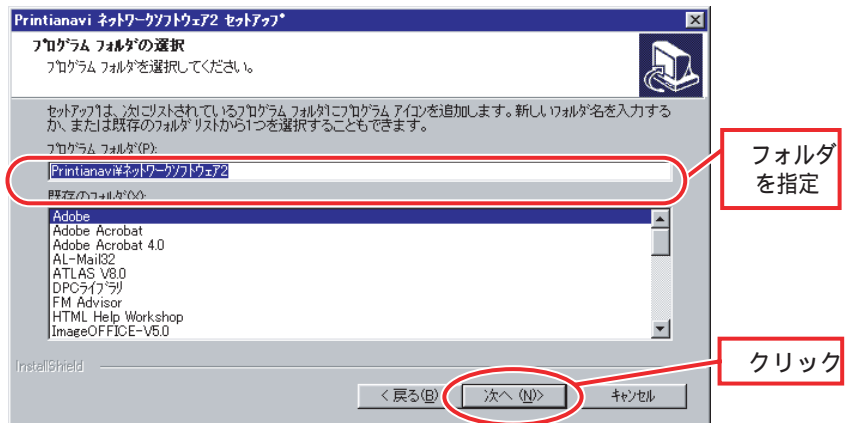 Printianavi ネットワークソフトウェア2 セットアップ
プログラム フォルダの選択
プログラム フォルダを選択してください。
セットアップは、次にリストされているプログラム フォルダにプログラム アイコンを追加します。新しいフォルダ名を入力する
か、または既存のフォルダ リストから1つを選択することもできます。
プログラム フォルダ(P):
Printianavi¥ネットワークソフトウェア2
既存のフォルダ(X):
フォルダ
を指定
Adobe
Adobe Acrobat
Adobe Acrobat 4.0
AL-Mail32
ATLAS V8.0
DPCライブラリ
FM Advisor
HTML Help Workshop
ImageOFFICE-V5.0
InstallShield
クリック
< 戻る(B)
次へ (N)>
キャンセル